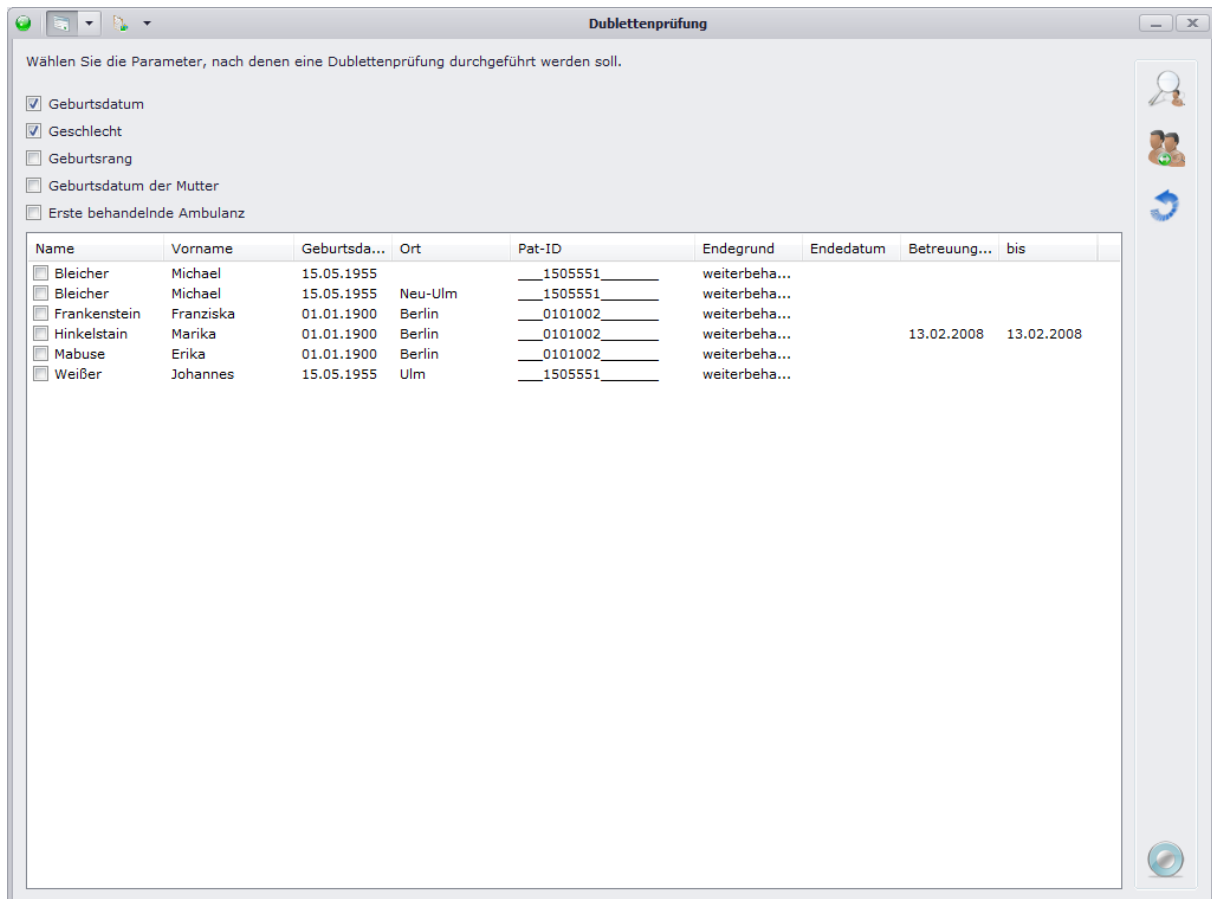 Dublettenprüfung
Wählen Sie die Parameter, nach denen eine Dublettenprüfung durchgeführt werden soll.
Geburtsdatum
Geschlecht
Geburtsrang
Geburtsdatum der Mutter
Erste behandelnde Ambulanz
Name Vorname Geburtsda... Ort Pat-ID Endegrund Endedatum Betreuung... bis
Bleicher Michael 15.05.1955 ___1505551_______ weiterbeha...
Bleicher Michael 15.05.1955 Neu-Ulm ___1505551_______ weiterbeha...
Frankenstein Franziska 01.01.1900 Berlin ___0101002_______ weiterbeha...
Hinkelstain Marika 01.01.1900 Berlin ___0101002_______ weiterbeha... 13.02.2008 13.02.2008
Mabuse Erika 01.01.1900 Berlin ___0101002_______ weiterbeha...
Weißer Johannes 15.05.1955 Ulm ___1505551_______ weiterbeha...